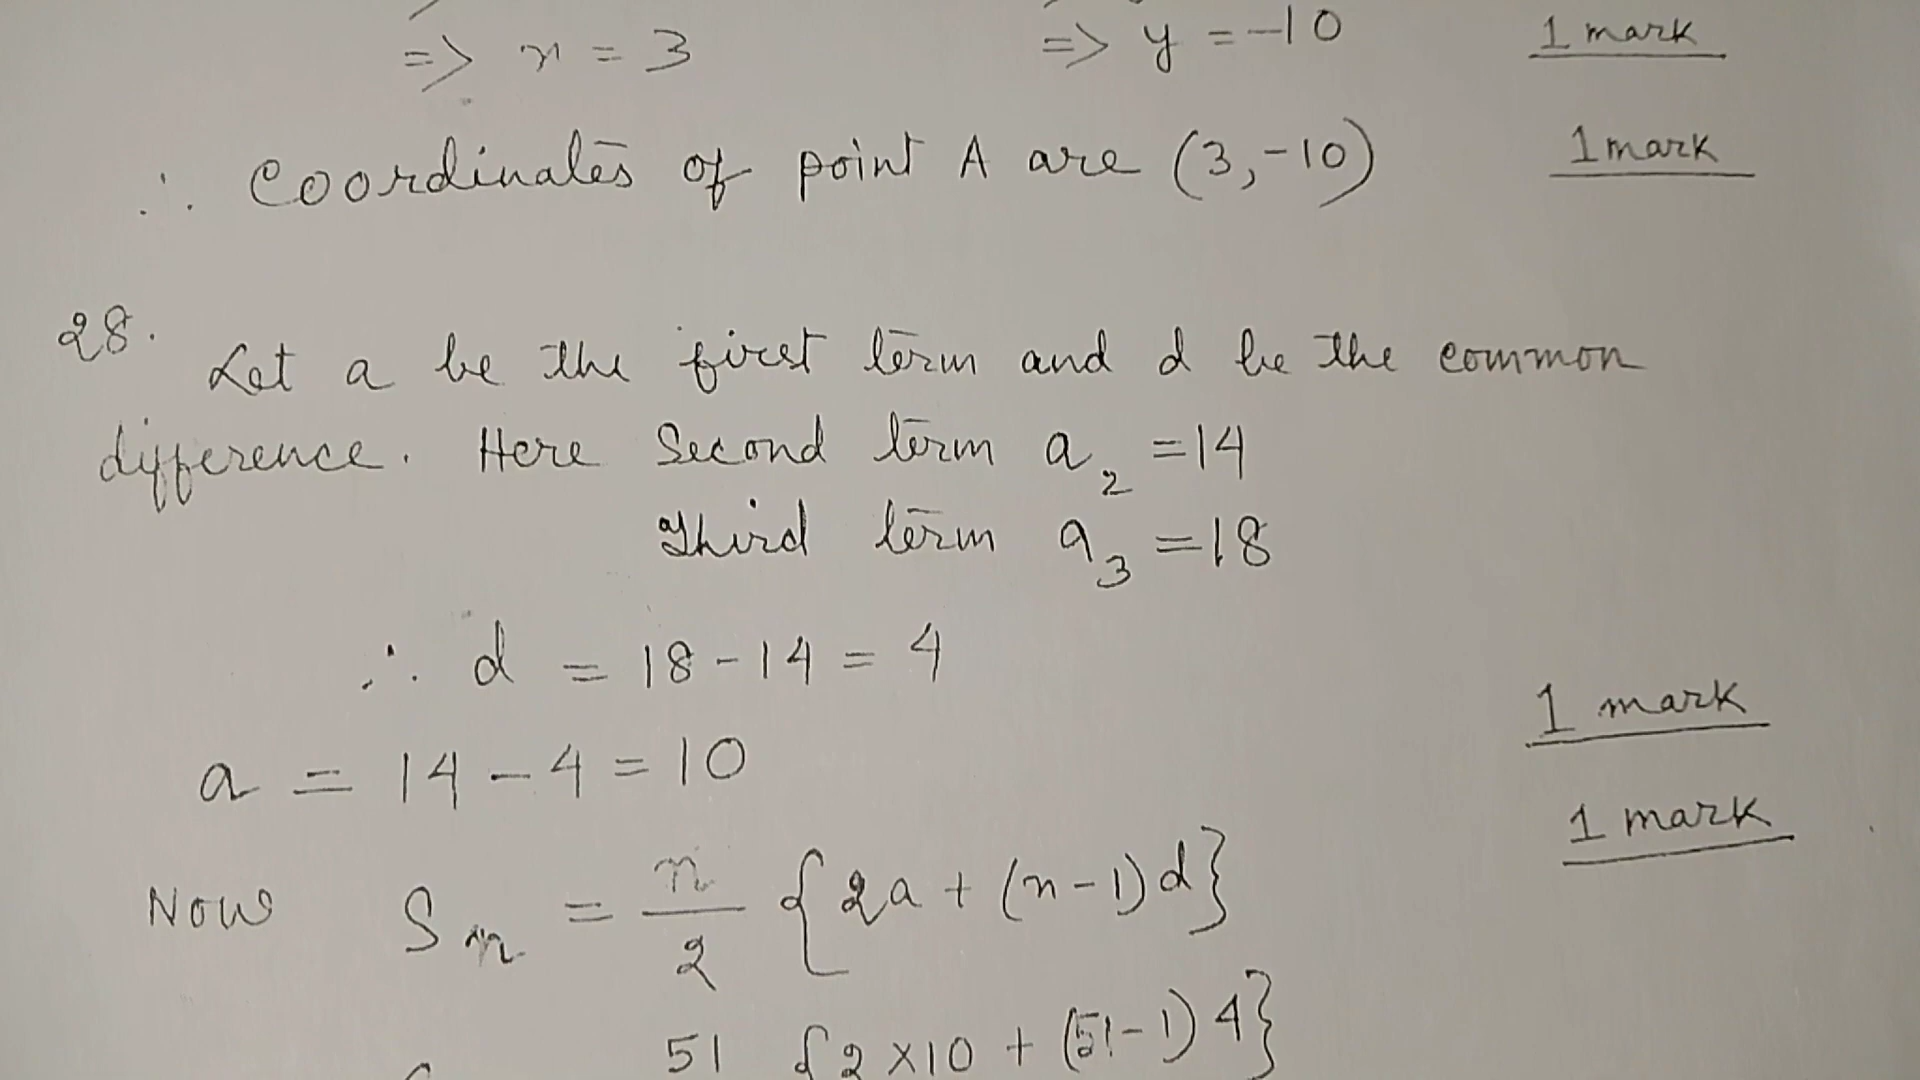 => x = 3 => y = -10 1 mark
∴ Coordinates of point A are (3, -10) 1 mark
28. Let a be the first term and d be the common
difference. Here Second term a₂ = 14
Third term a₃ = 18
∴ d = 18 - 14 = 4
1 mark
a = 14 - 4 = 10
1 mark
Now Sₙ = n/2 {2a + (n-1)d}
51 {2 × 10 + (51-1) 4}